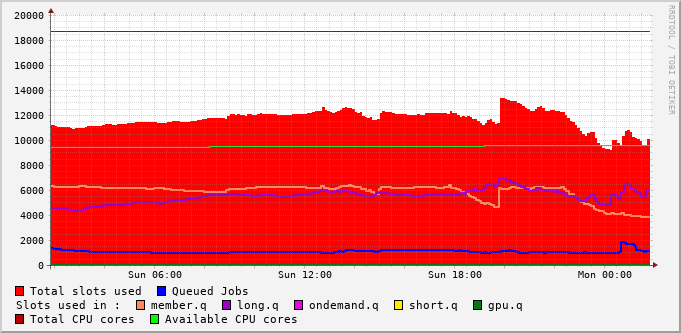 RRDTOOL / TOBI OETIKER
20000
18000
16000
14000
12000
10000
8000
6000
4000
2000
0
Sun 06:00 Sun 12:00 Sun 18:00 Mon 00:00
Total slots used Queued Jobs
Slots used in : member.q long.q ondemand.q short.q gpu.q
Total CPU cores Available CPU cores